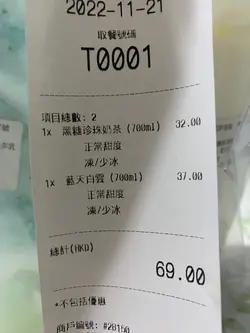 2022-11-21
取餐號碼
T0001
項目總數: 2
1x 黑糖珍珠奶茶 (700ml) 32.00
正常甜度
凍/少冰
1x 藍天白雲 (700ml) 37.00
正常甜度
凍/少冰
總計(HKD)
69.00
*不包括優惠
商戶編號: #2B150